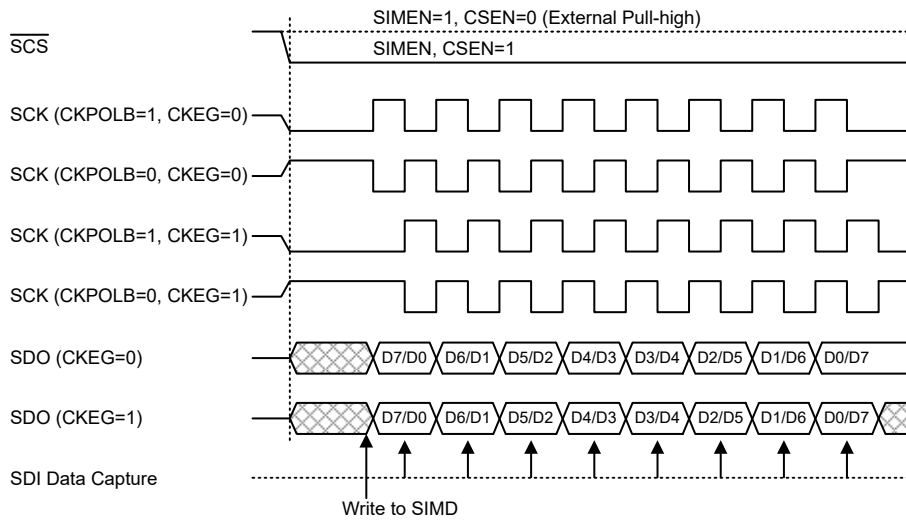 SIMEN=1, CSEN=0 (External Pull-high)
SCS
SIMEN, CSEN=1
SCK (CKPOLB=1, CKEG=0)
SCK (CKPOLB=0, CKEG=0)
SCK (CKPOLB=1, CKEG=1)
SCK (CKPOLB=0, CKEG=1)
SDO (CKEG=0) D7/D0 D6/D1 D5/D2 D4/D3 D3/D4 D2/D5 D1/D6 D0/D7
SDO (CKEG=1) D7/D0 D6/D1 D5/D2 D4/D3 D3/D4 D2/D5 D1/D6 D0/D7
SDI Data Capture
Write to SIMD